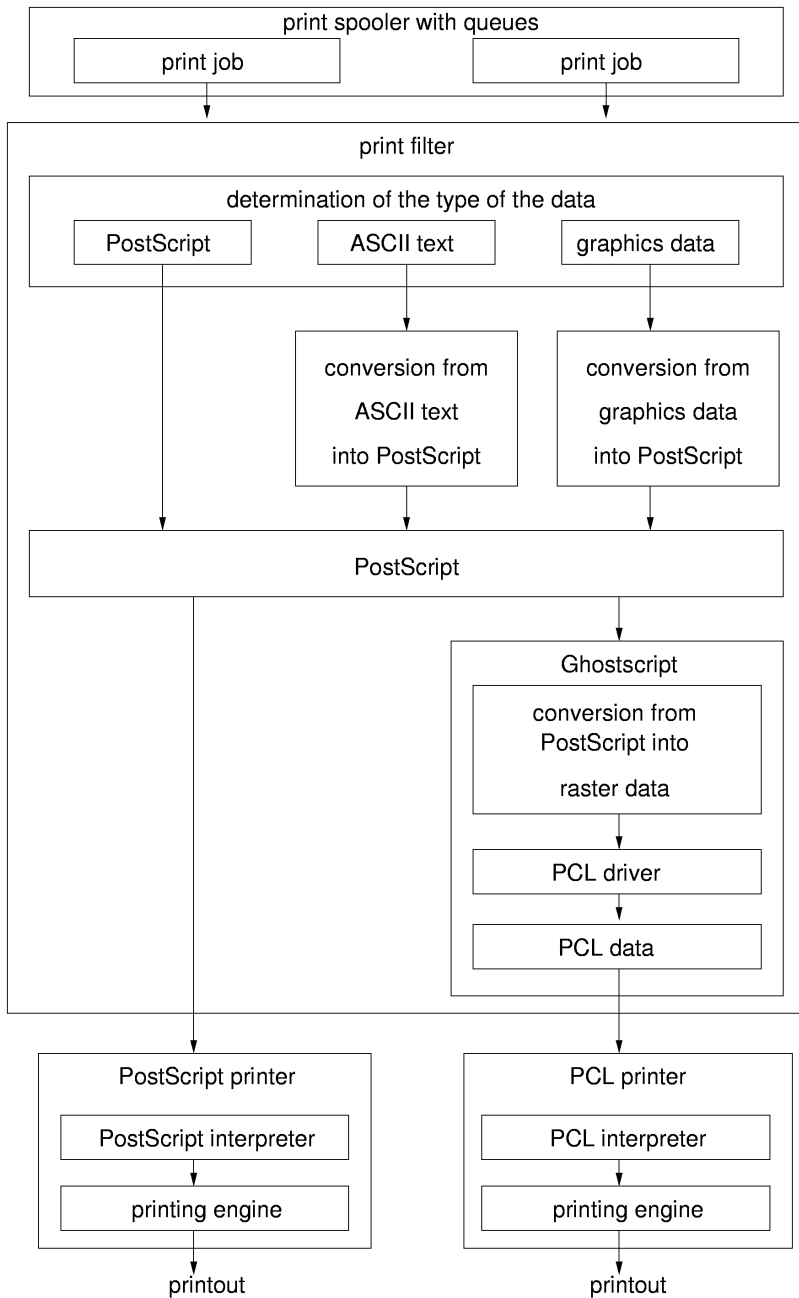 print spooler with queues
print job
print job
print filter
determination of the type of the data
PostScript
ASCII text
graphics data
conversion from
ASCII text
into PostScript
conversion from
graphics data
into PostScript
PostScript
Ghostscript
conversion from
PostScript into
raster data
PCL driver
PCL data
PostScript printer
PostScript interpreter
printing engine
printout
PCL printer
PCL interpreter
printing engine
printout